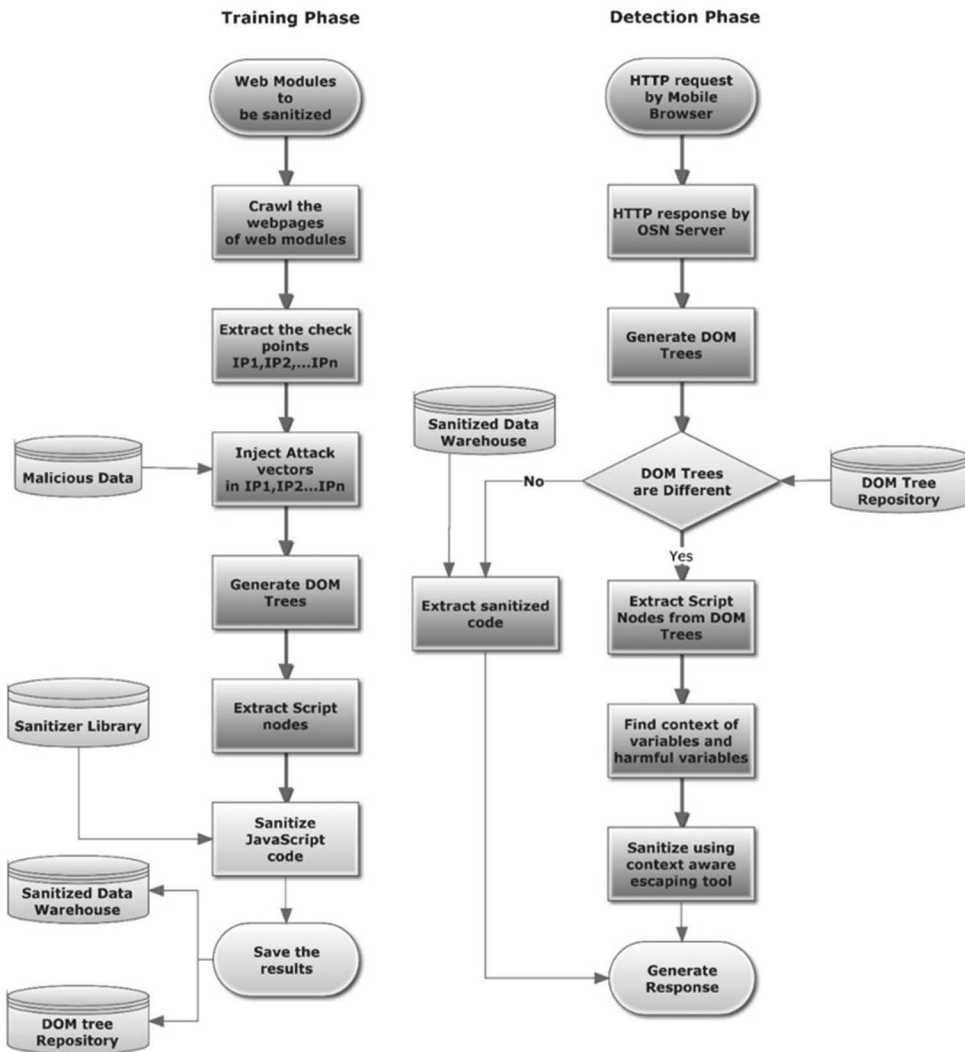 Training Phase
Web Modules
to
be sanitized
Crawl the
webpages
of web modules
Extract the check
points
IP1,IP2,...IPn
Malicious Data
Inject Attack
vectors
in IP1,IP2...IPn
Generate DOM
Trees
Extract Script
nodes
Sanitizer Library
Sanitize
JavaScript
code
Sanitized Data
Warehouse
Save the
results
DOM tree
Repository
Detection Phase
HTTP request
by Mobile
Browser
HTTP response by
OSN Server
Generate DOM
Trees
Sanitized Data
Warehouse
DOM Trees
are Different
DOM Tree
Repository
No
Yes
Extract sanitized
code
Extract Script
Nodes from DOM
Trees
Find context of
variables and
harmful variables
Sanitize using
context aware
escaping tool
Generate
Response